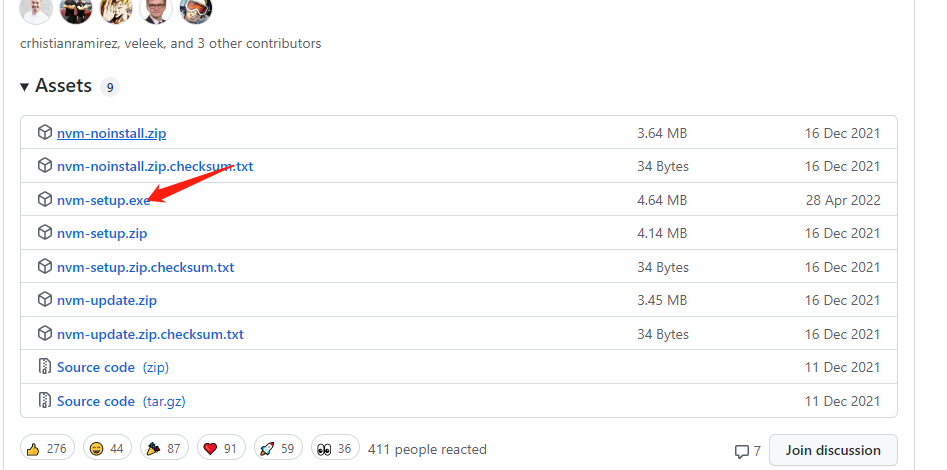 crhistianramirez, veleek, and 3 other contributors
Assets 9
nvm-noinstall.zip 3.64 MB 16 Dec 2021
nvm-noinstall.zip.checksum.txt 34 Bytes 16 Dec 2021
nvm-setup.exe 4.64 MB 28 Apr 2022
nvm-setup.zip 4.14 MB 16 Dec 2021
nvm-setup.zip.checksum.txt 34 Bytes 16 Dec 2021
nvm-update.zip 3.45 MB 16 Dec 2021
nvm-update.zip.checksum.txt 34 Bytes 16 Dec 2021
Source code (zip) 11 Dec 2021
Source code (tar.gz) 11 Dec 2021
276 44 87 91 59 36 411 people reacted 7 Join discussion